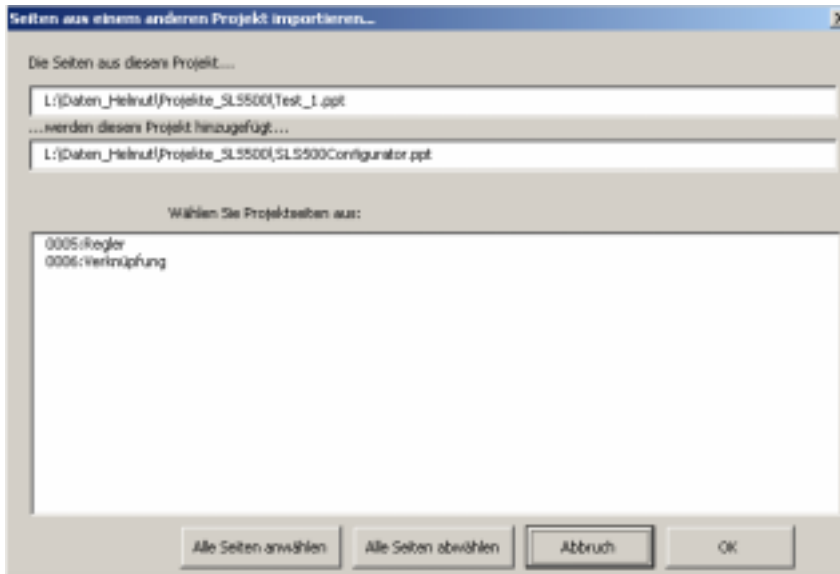 Seiten aus einem anderen Projekt importieren...
Die Seiten aus diesem Projekt....
L:\Daten_Helmut\Projekte_SLS500\Test_1.ppt
...werden diesem Projekt hinzugefügt...
L:\Daten_Helmut\Projekte_SLS500\SLS500Configurator.ppt
Wählen Sie Projektseiten aus:
0005:Regler
0006:Verknüpfung
Alle Seiten anwählen
Alle Seiten abwählen
Abbruch
OK